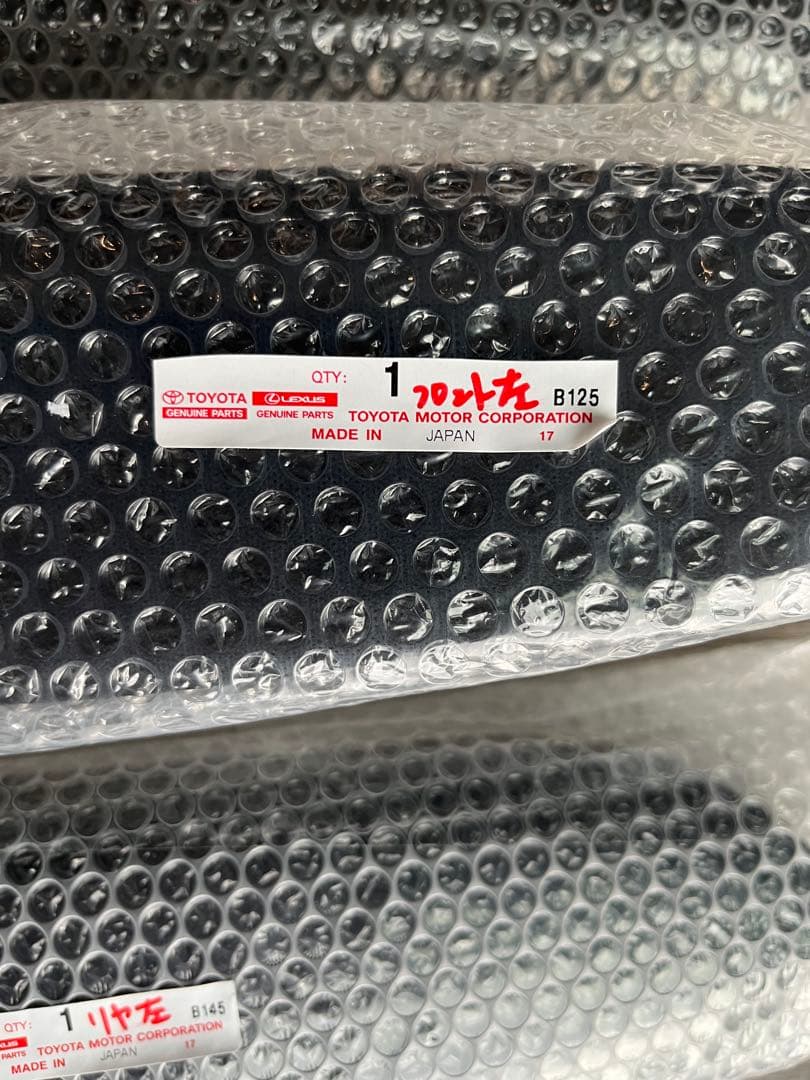 QTY: 1 フロント左 B125
TOYOTA LEXUS
GENUINE PARTS GENUINE PARTS TOYOTA MOTOR CORPORATION
MADE IN JAPAN 17
QTY: 1 リヤ左 B145
PARTS TOYOTA MOTOR CORPORATION
MADE IN JAPAN 17